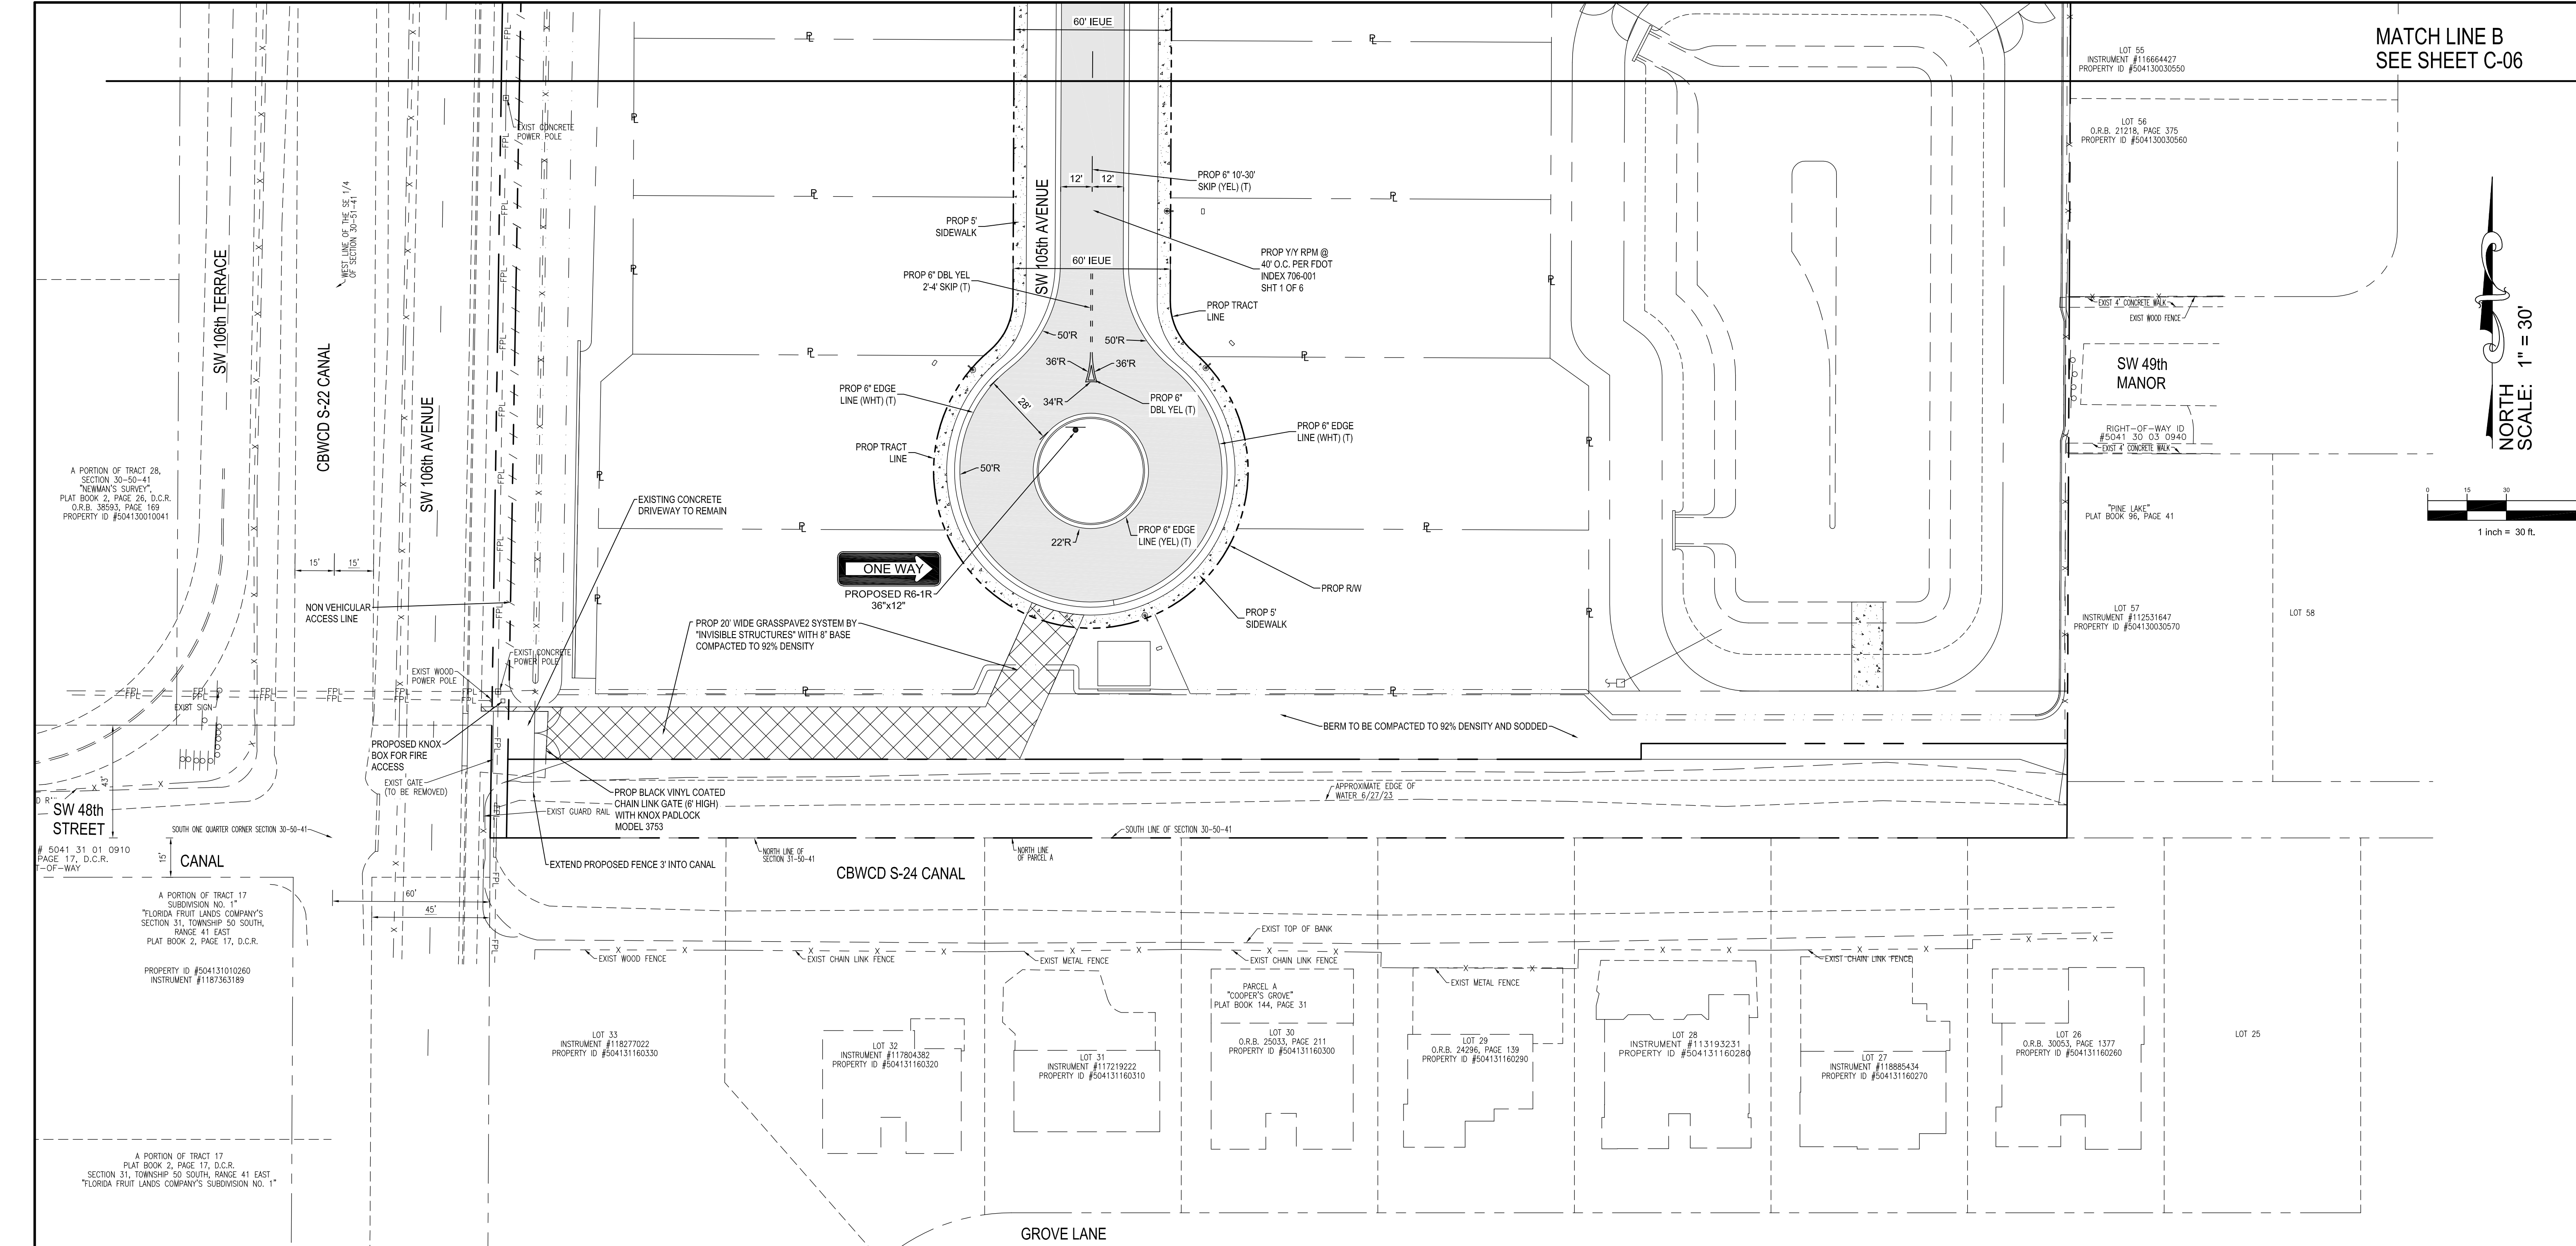 MATCH LINE B
SEE SHEET C-06
60' IEUE
LOT 55
INSTRUMENT #116664427
PROPERTY ID #504130030550
LOT 56
O.R.B. 21218, PAGE 375
PROPERTY ID #504130030560
EXIST CONCRETE
POWER POLE
WEST LINE OF THE SE 1/4
OF SECTION 30-51-41
SW 106th TERRACE
CBWCD S-22 CANAL
SW 106th AVENUE
SW 105th AVENUE
12'
12'
PROP 6" 10'-30'
SKIP (YEL) (T)
PROP 5'
SIDEWALK
PROP Y/Y RPM @
40' O.C. PER FDOT
INDEX 706-001
SHT 1 OF 6
60' IEUE
PROP 6" DBL YEL
2'-4' SKIP (T)
PROP TRACT
LINE
50'R
50'R
36'R
36'R
34'R
28'
PROP 6"
DBL YEL (T)
PROP 6" EDGE
LINE (WHT) (T)
PROP 6" EDGE
LINE (WHT) (T)
PROP TRACT
LINE
50'R
22'R
PROP 6" EDGE
LINE (YEL) (T)
ONE WAY
PROPOSED R6-1R
36"x12"
PROP R/W
PROP 5'
SIDEWALK
EXIST 4' CONCRETE WALK
EXIST WOOD FENCE
SW 49th
MANOR
RIGHT-OF-WAY ID
#5041 30 03 0940
EXIST 4' CONCRETE WALK
NORTH
SCALE: 1" = 30'
0
15
30
1 inch = 30 ft.
"PINE LAKE"
PLAT BOOK 96, PAGE 41
LOT 57
INSTRUMENT #112531647
PROPERTY ID #504130030570
LOT 58
A PORTION OF TRACT 28,
SECTION 30-50-41
"NEWMAN'S SURVEY",
PLAT BOOK 2, PAGE 26, D.C.R.
O.R.B. 38593, PAGE 169
PROPERTY ID #504130010041
15'
15'
EXISTING CONCRETE
DRIVEWAY TO REMAIN
NON VEHICULAR
ACCESS LINE
PROP 20' WIDE GRASSPAVE2 SYSTEM BY
"INVISIBLE STRUCTURES" WITH 8" BASE
COMPACTED TO 92% DENSITY
EXIST CONCRETE
POWER POLE
EXIST WOOD
POWER POLE
FPL
FPL
FPL
FPL
FPL
FPL
EXIST SIGN
BERM TO BE COMPACTED TO 92% DENSITY AND SODDED
PROPOSED KNOX
BOX FOR FIRE
ACCESS
EXIST GATE
(TO BE REMOVED)
43'
SW 48th
STREET
PROP BLACK VINYL COATED
CHAIN LINK GATE (6' HIGH)
WITH KNOX PADLOCK
MODEL 3753
EXIST GUARD RAIL
APPROXIMATE EDGE OF
WATER 6/27/23
SOUTH ONE QUARTER CORNER SECTION 30-50-41
SOUTH LINE OF SECTION 30-50-41
# 5041 31 01 0910
PAGE 17, D.C.R.
T-OF-WAY
15'
CANAL
NORTH LINE OF
SECTION 31-50-41
NORTH LINE
OF PARCEL A
EXTEND PROPOSED FENCE 3' INTO CANAL
CBWCD S-24 CANAL
60'
45'
A PORTION OF TRACT 17
SUBDIVISION NO. 1"
"FLORIDA FRUIT LANDS COMPANY'S
SECTION 31, TOWNSHIP 50 SOUTH,
RANGE 41 EAST
PLAT BOOK 2, PAGE 17, D.C.R.
PROPERTY ID #504131010260
INSTRUMENT #1187363189
EXIST TOP OF BANK
EXIST WOOD FENCE
EXIST CHAIN LINK FENCE
EXIST METAL FENCE
EXIST CHAIN LINK FENCE
EXIST METAL FENCE
EXIST CHAIN LINK FENCE
PARCEL A
"COOPER'S GROVE"
PLAT BOOK 144, PAGE 31
LOT 33
INSTRUMENT #118277022
PROPERTY ID #504131160330
LOT 32
INSTRUMENT #117804382
PROPERTY ID #504131160320
LOT 31
INSTRUMENT #117219222
PROPERTY ID #504131160310
LOT 30
O.R.B. 25033, PAGE 211
PROPERTY ID #504131160300
LOT 29
O.R.B. 24296, PAGE 139
PROPERTY ID #504131160290
LOT 28
INSTRUMENT #113193231
PROPERTY ID #504131160280
LOT 27
INSTRUMENT #118885434
PROPERTY ID #504131160270
LOT 26
O.R.B. 30053, PAGE 1377
PROPERTY ID #504131160260
LOT 25
A PORTION OF TRACT 17
PLAT BOOK 2, PAGE 17, D.C.R.
SECTION 31, TOWNSHIP 50 SOUTH, RANGE 41 EAST
"FLORIDA FRUIT LANDS COMPANY'S SUBDIVISION NO. 1"
GROVE LANE